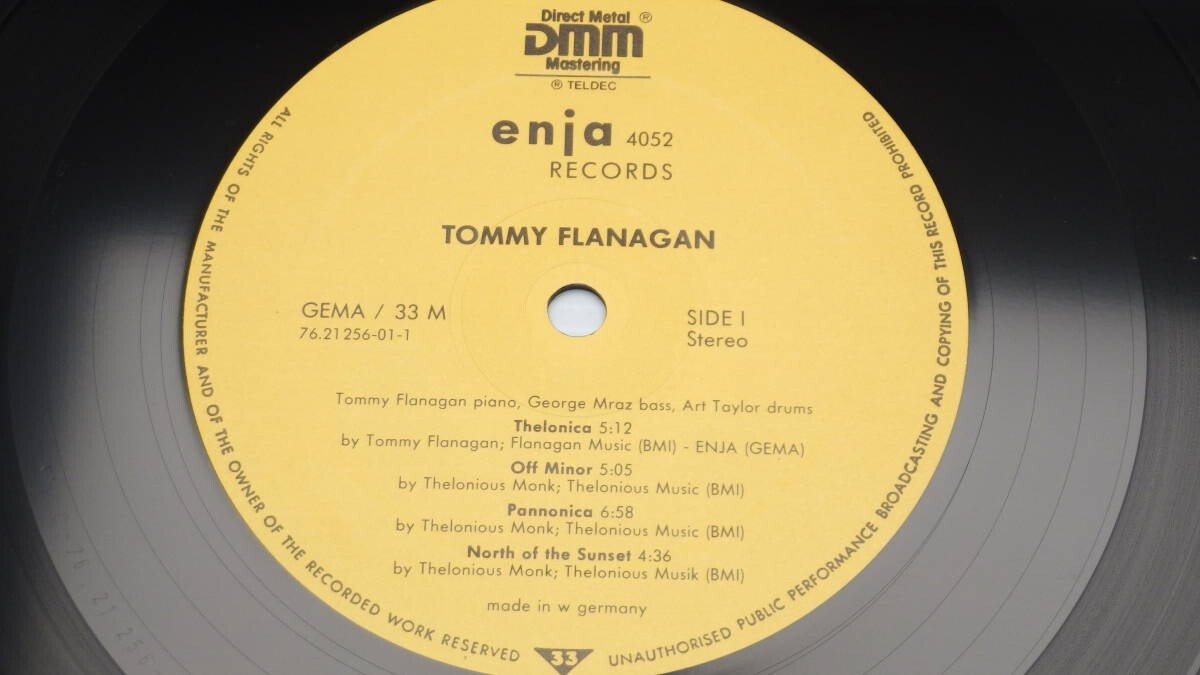 Direct Metal ®
DMM
Mastering
® TELDEC
enja 4052
RECORDS
TOMMY FLANAGAN
GEMA / 33 M
76.21256-01-1
SIDE I
Stereo
Tommy Flanagan piano, George Mraz bass, Art Taylor drums
Thelonica 5:12
by Tommy Flanagan; Flanagan Music (BMI) - ENJA (GEMA)
Off Minor 5:05
by Thelonious Monk; Thelonious Music (BMI)
Pannonica 6:58
by Thelonious Monk; Thelonious Music (BMI)
North of the Sunset 4:36
by Thelonious Monk; Thelonious Musik (BMI)
made in w germany
ALL RIGHTS OF THE MANUFACTURER AND OF THE OWNER OF THE RECORDED WORK RESERVED
33
UNAUTHORISED PUBLIC PERFORMANCE BROADCASTING AND COPYING OF THIS RECORD PROHIBITED
76.21256